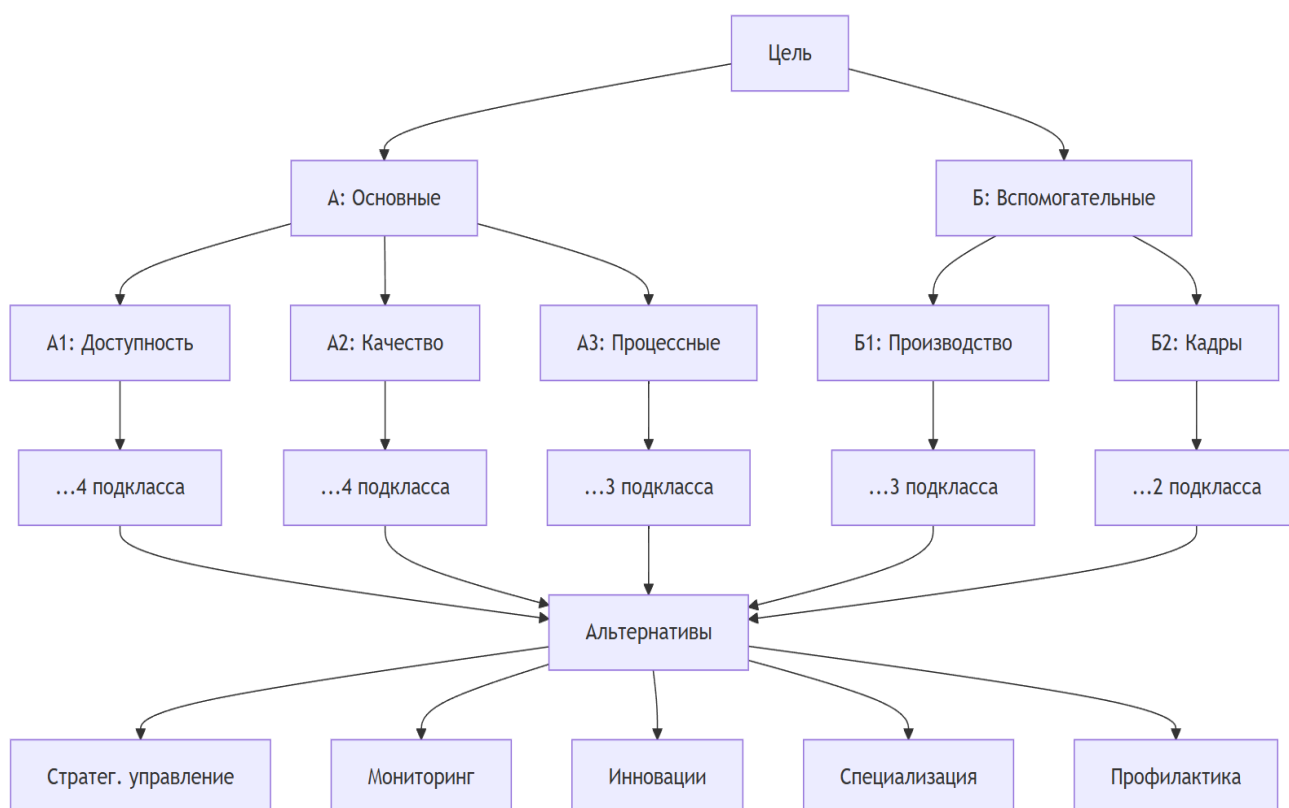 Цель
А: Основные
Б: Вспомогательные
А1: Доступность
А2: Качество
А3: Процессные
Б1: Производство
Б2: Кадры
...4 подкласса
...4 подкласса
...3 подкласса
...3 подкласса
...2 подкласса
Альтернативы
Стратег. управление
Мониторинг
Инновации
Специализация
Профилактика